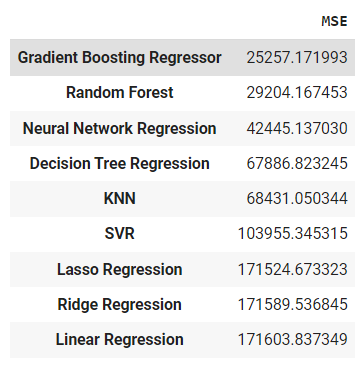 MSE
Gradient Boosting Regressor 25257.171993
Random Forest 29204.167453
Neural Network Regression 42445.137030
Decision Tree Regression 67886.823245
KNN 68431.050344
SVR 103955.345315
Lasso Regression 171524.673323
Ridge Regression 171589.536845
Linear Regression 171603.837349